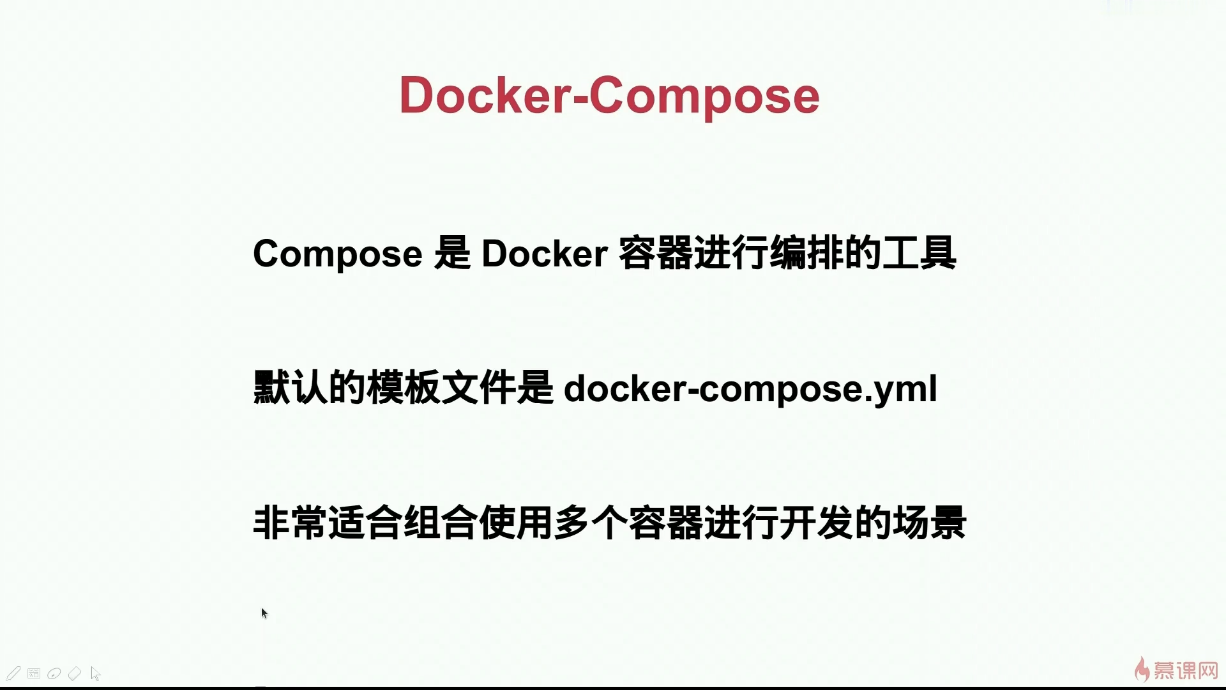 Docker-Compose
Compose 是 Docker 容器进行编排的工具
默认的模板文件是 docker-compose.yml
非常适合组合使用多个容器进行开发的场景
慕课网